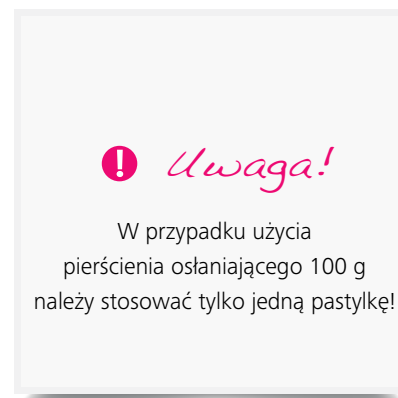 ! Uwaga!
W przypadku użycia
pierścienia osłaniającego 100 g
należy stosować tylko jedną pastylkę!